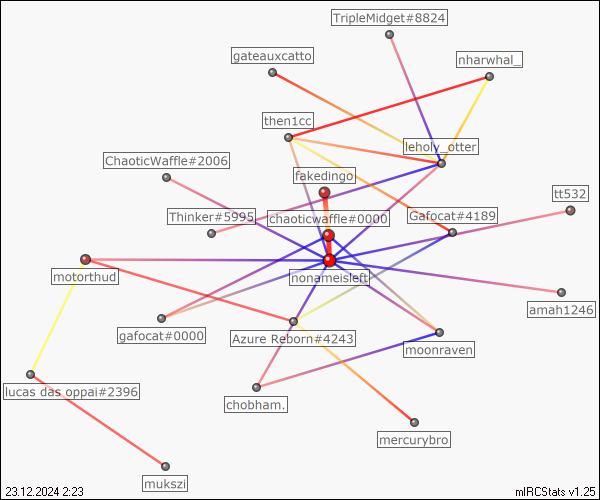 TripleMidget#8824
gateauxcatto
nharwhal_
then1cc
leholy_otter
ChaoticWaffle#2006
fakedingo
tt532
Thinker#5995
chaoticwaffle#0000
Gafocat#4189
motorthud
nonameisleft
amah1246
gafocat#0000
Azure Reborn#4243
moonraven
lucas das oppai#2396
chobham.
mercurybro
mukszi
23.12.2024 2:23
mIRCStats v1.25